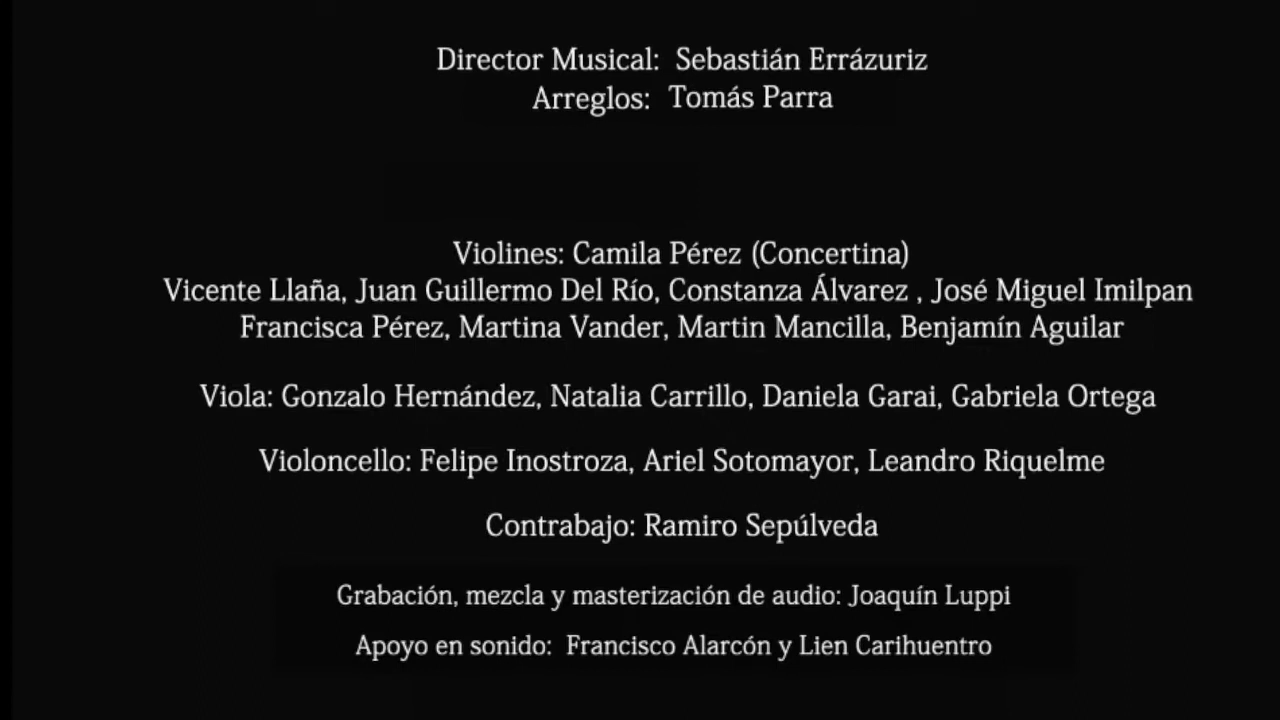 Director Musical: Sebastián Errázuriz
Arreglos: Tomás Parra
Violines: Camila Pérez (Concertina)
Vicente Llaña, Juan Guillermo Del Río, Constanza Álvarez , José Miguel Imilpan
Francisca Pérez, Martina Vander, Martin Mancilla, Benjamín Aguilar
Viola: Gonzalo Hernández, Natalia Carrillo, Daniela Garai, Gabriela Ortega
Violoncello: Felipe Inostroza, Ariel Sotomayor, Leandro Riquelme
Contrabajo: Ramiro Sepúlveda
Grabación, mezcla y masterización de audio: Joaquín Luppi
Apoyo en sonido: Francisco Alarcón y Lien Carihuentro